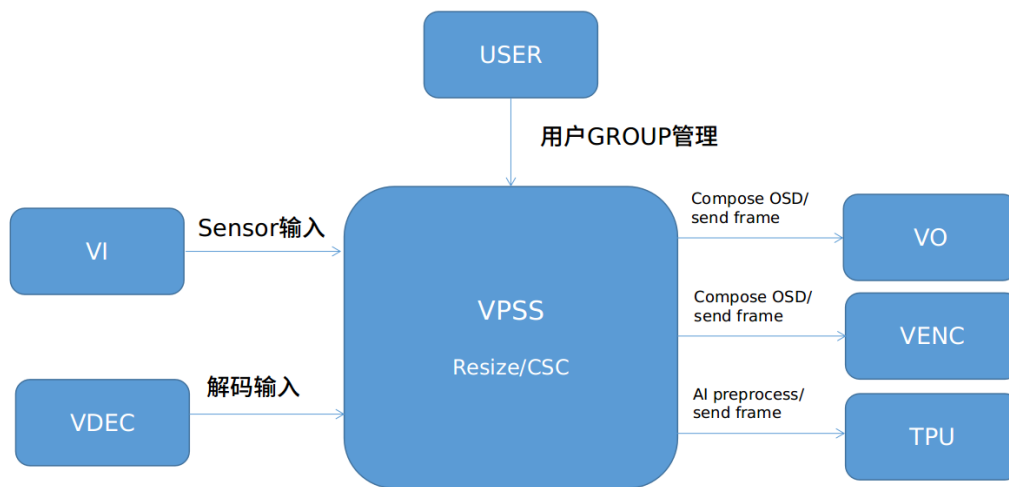 USER
用户GROUP管理
Sensor输入
VI
VPSS
Resize/CSC
解码输入
VDEC
Compose OSD/
send frame
VO
Compose OSD/
send frame
VENC
AI preprocess/
send frame
TPU